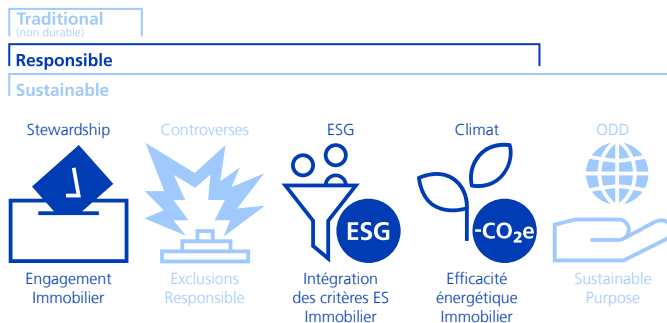 Traditional
(non durable)
Responsible
Sustainable
Stewardship
Controverses
ESG
Climat
ODD
ESG
-CO₂e
Engagement
Immobilier
Exclusions
Responsible
Intégration
des critères ES
Immobilier
Efficacité
énergétique
Immobilier
Sustainable
Purpose